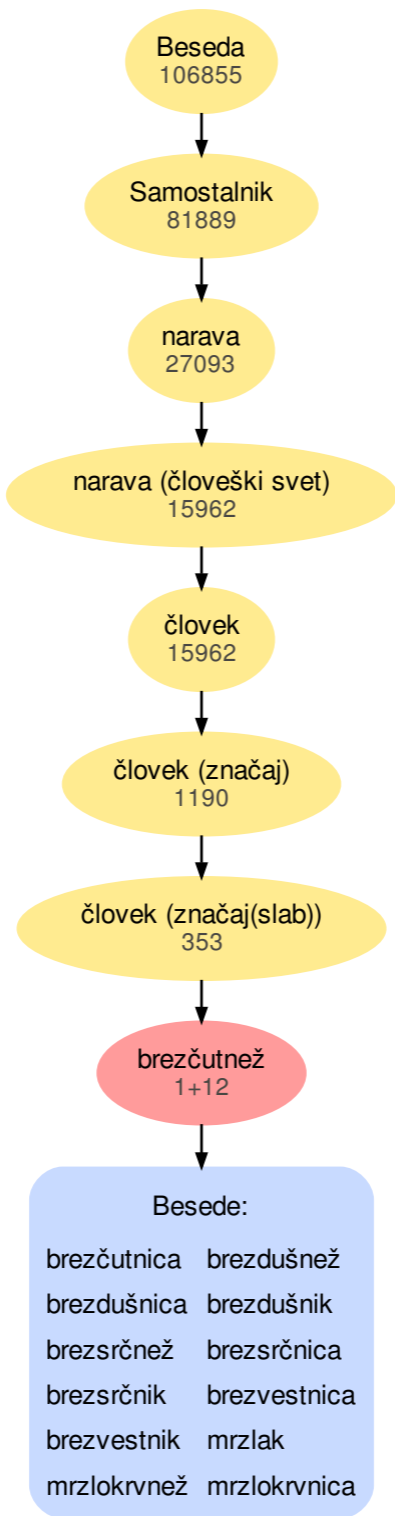 Beseda
106855
Samostalnik
81889
narava
27093
narava (človeški svet)
15962
človek
15962
človek (značaj)
1190
človek (značaj(slab))
353
brezčutnež
1+12
Besede:
brezčutnica brezdušnež
brezdušnica brezdušnik
brezsrčnež brezsrčnica
brezsrčnik brezvestnica
brezvestnik mrzlak
mrzlokrvnež mrzlokrvnica